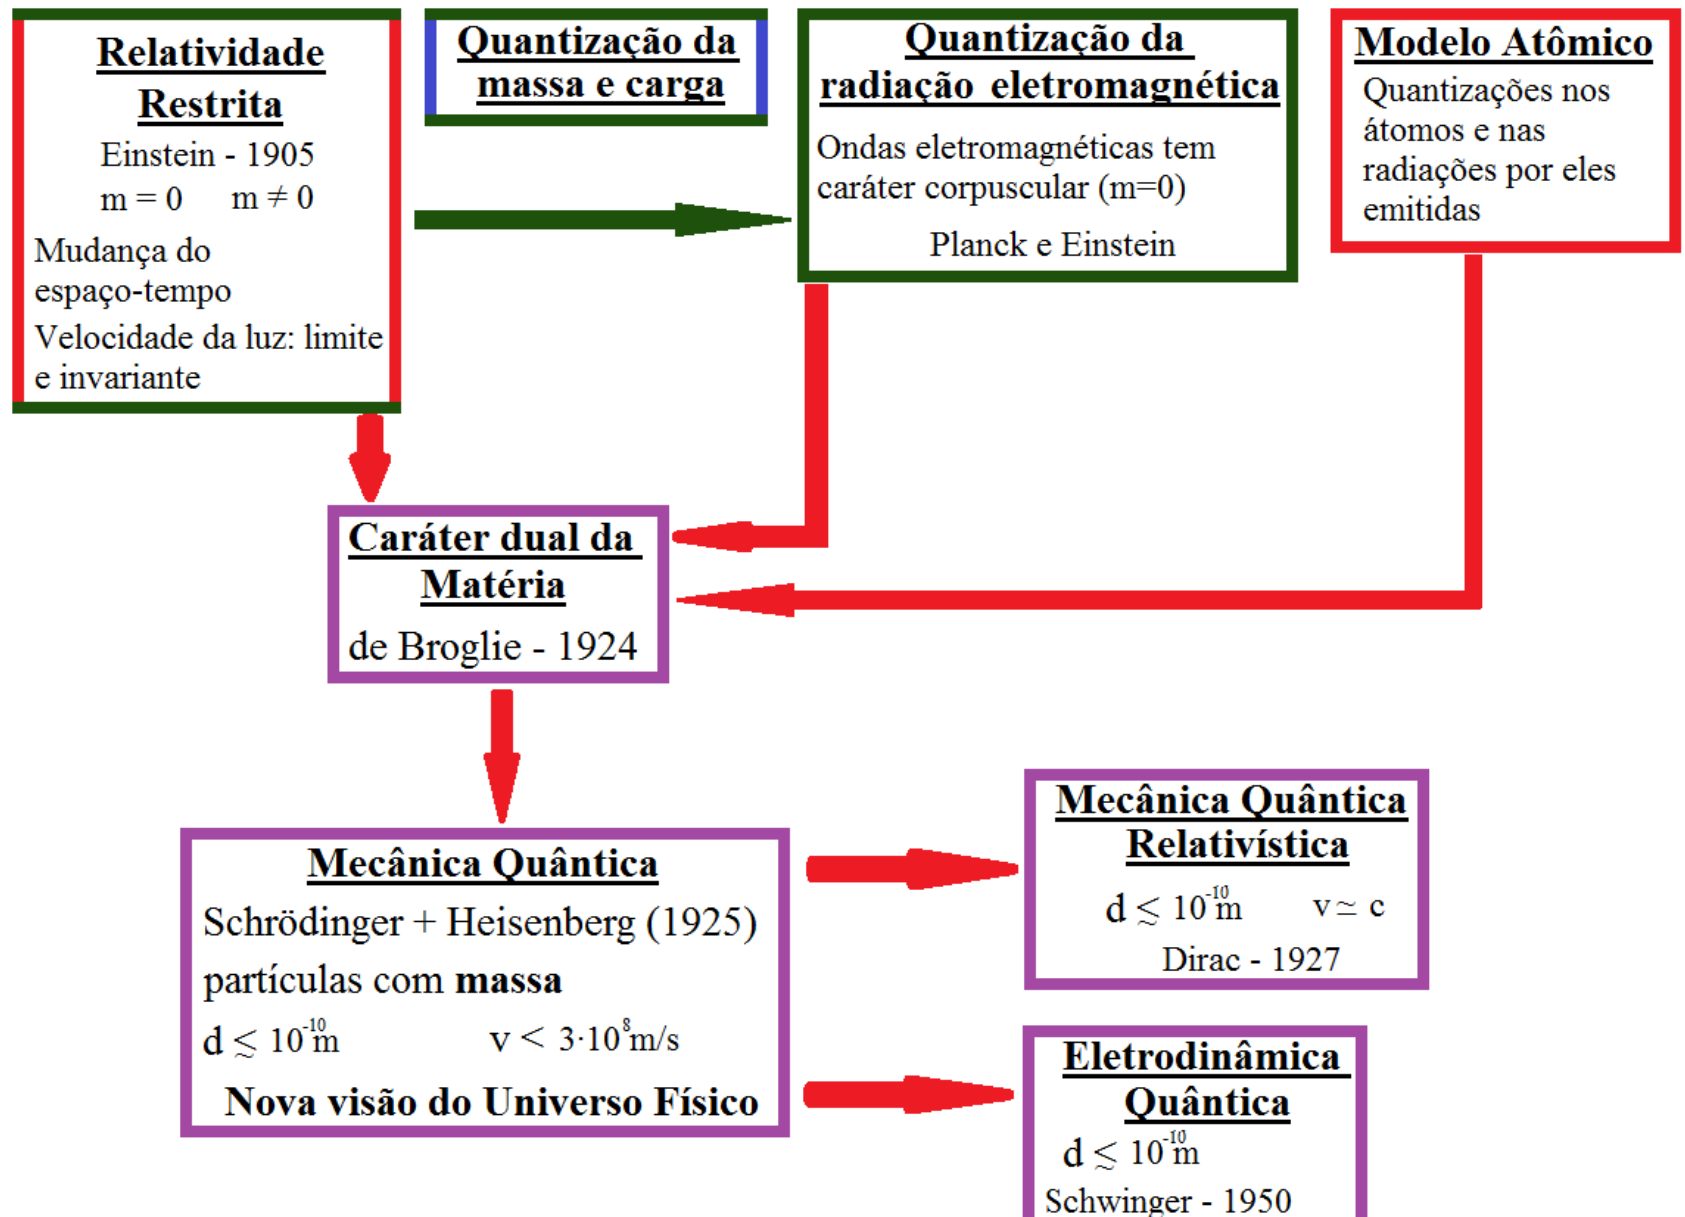 Relatividade
Restrita
Einstein - 1905
m = 0 m ≠ 0
Mudança do
espaço-tempo
Velocidade da luz: limite
e invariante
Quantização da
massa e carga
Quantização da
radiação eletromagnética
Ondas eletromagnéticas tem
caráter corpuscular (m=0)
Planck e Einstein
Modelo Atômico
Quantizações nos
átomos e nas
radiações por eles
emitidas
Caráter dual da
Matéria
de Broglie - 1924
Mecânica Quântica
Schrödinger + Heisenberg (1925)
partículas com massa
d ≲ 10⁻¹⁰m v < 3·10⁸m/s
Nova visão do Universo Físico
Mecânica Quântica
Relativística
d ≲ 10⁻¹⁰m v ≃ c
Dirac - 1927
Eletrodinâmica
Quântica
d ≲ 10⁻¹⁰m
Schwinger - 1950